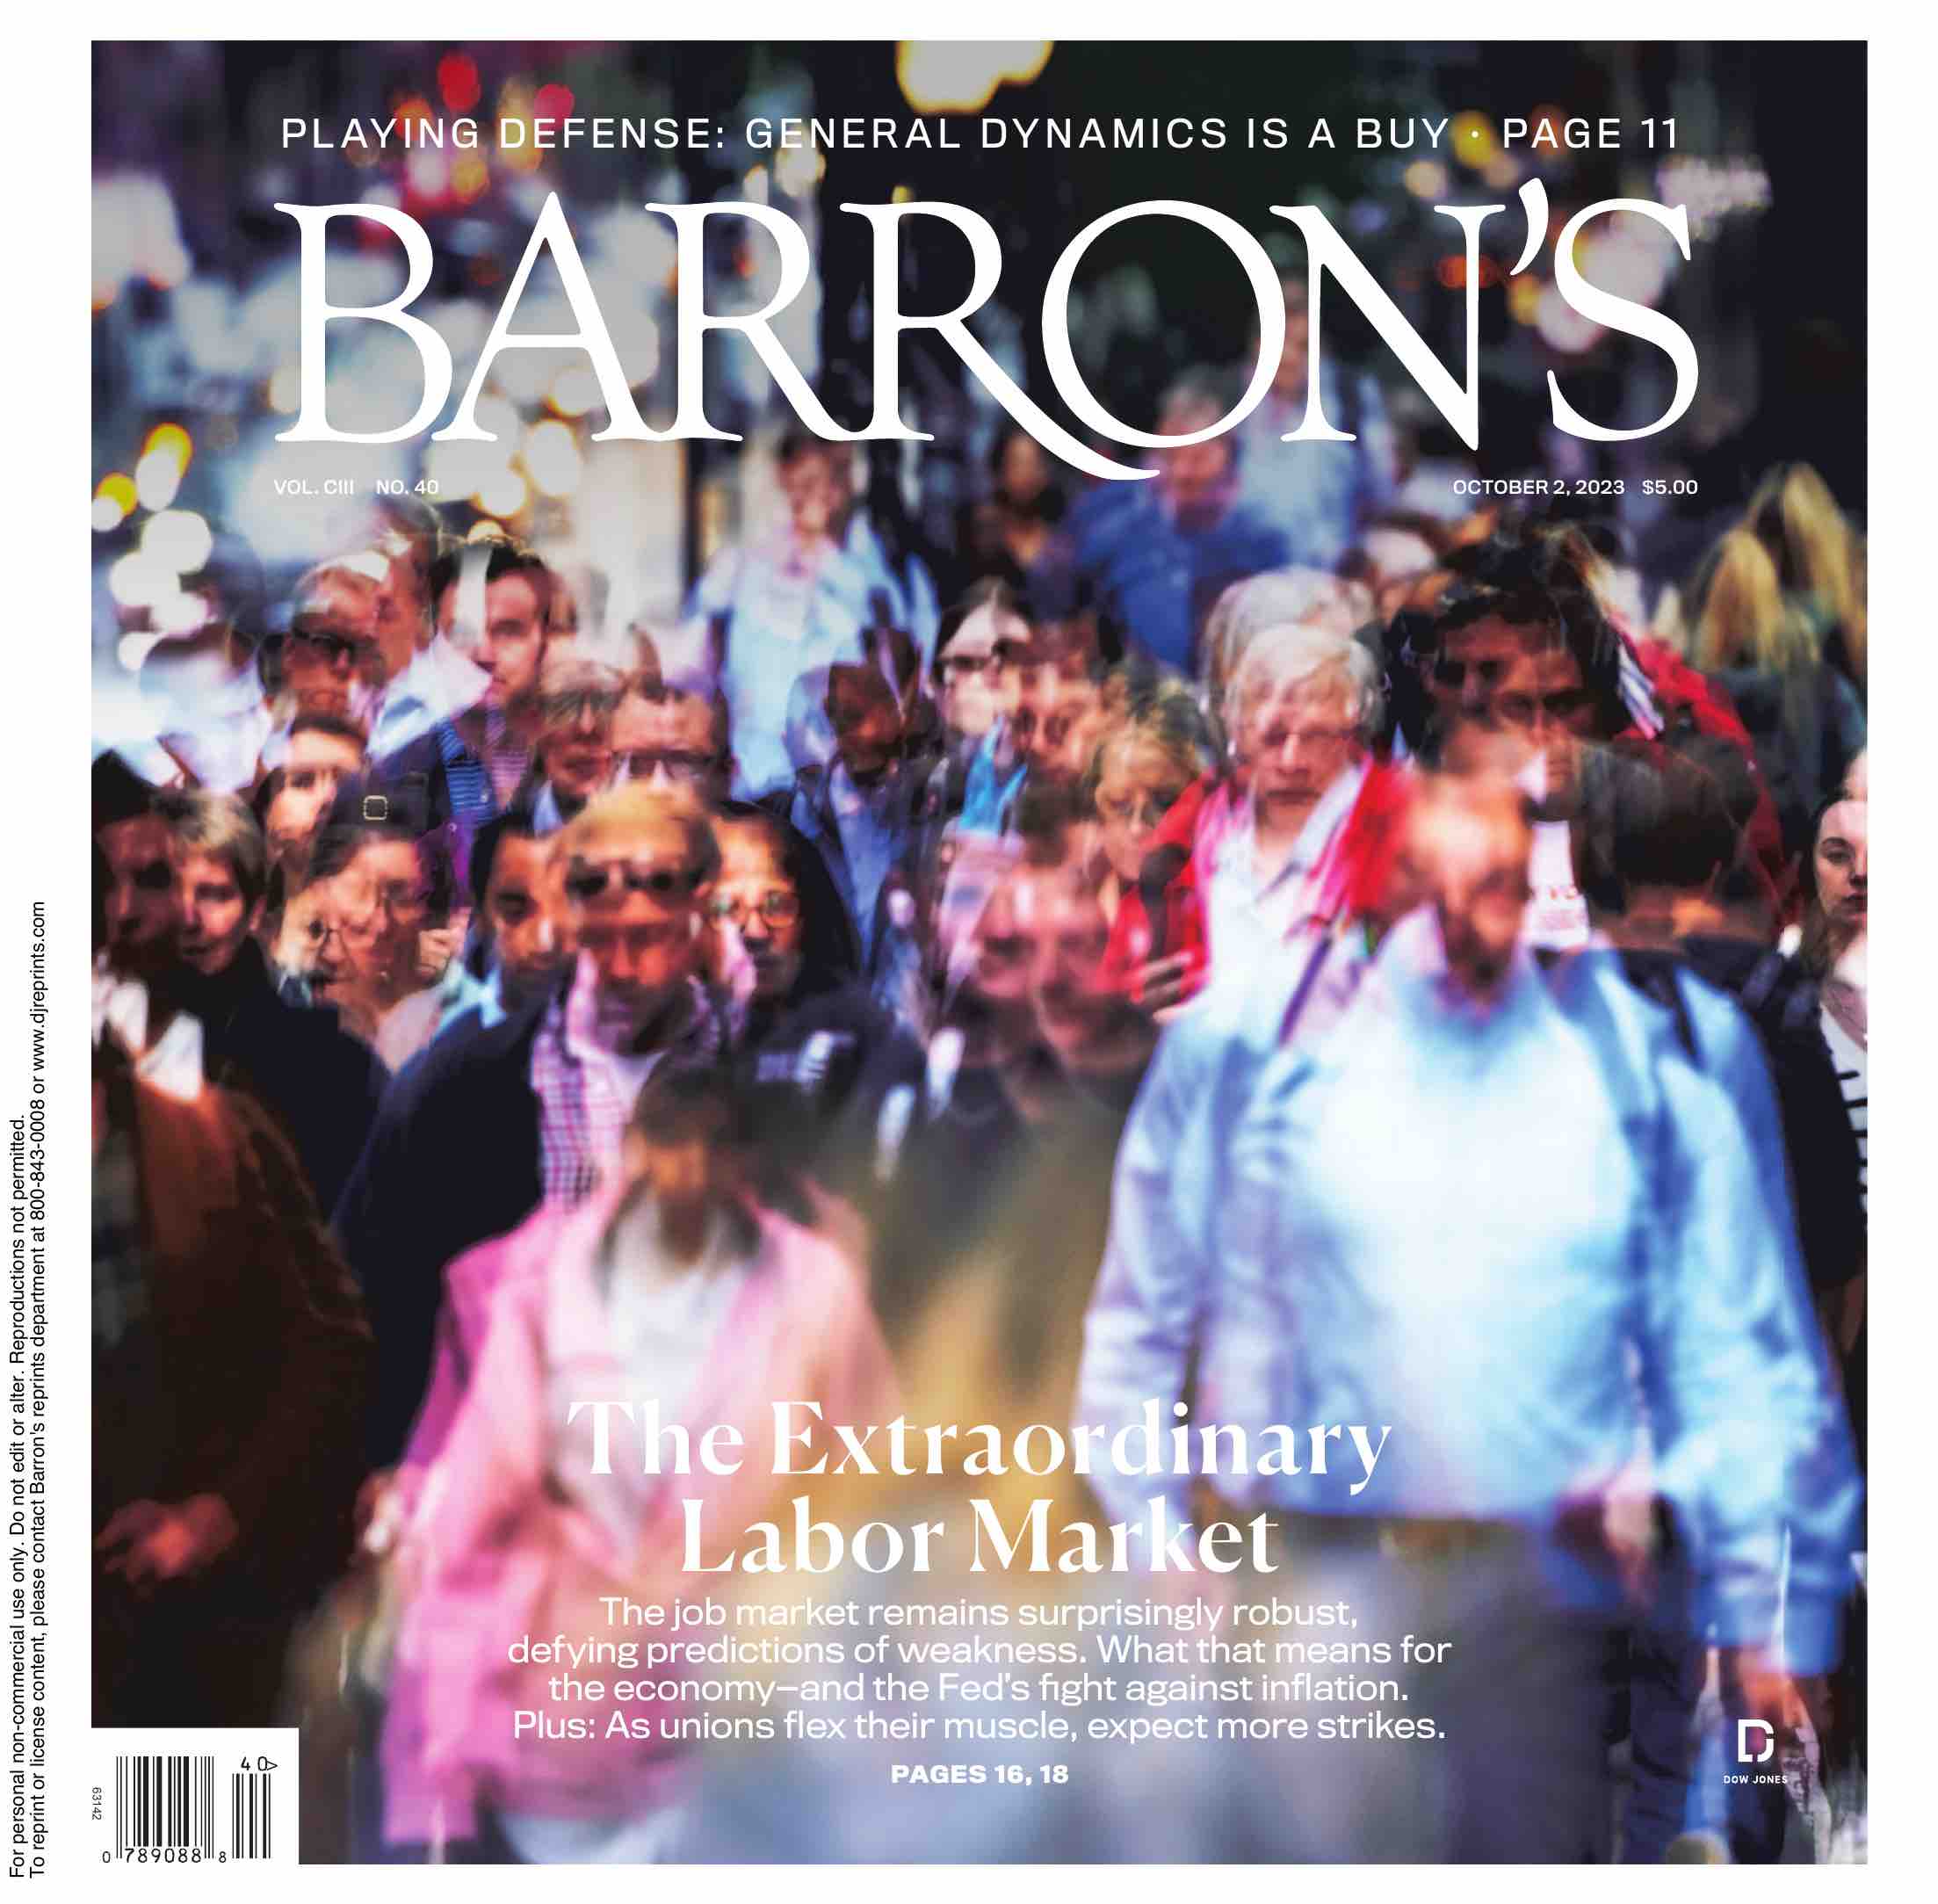 PLAYING DEFENSE: GENERAL DYNAMICS IS A BUY · PAGE 11
BARRON'S
VOL. CIII NO. 40
OCTOBER 2, 2023 $5.00
The Extraordinary
Labor Market
The job market remains surprisingly robust,
defying predictions of weakness. What that means for
the economy—and the Fed's fight against inflation.
Plus: As unions flex their muscle, expect more strikes.
PAGES 16, 18
DOW JONES
40>
63142
0 789088 8
For personal non-commercial use only. Do not edit or alter. Reproductions not permitted.
To reprint or license content, please contact Barron's reprints department at 800-843-0008 or www.djreprints.com